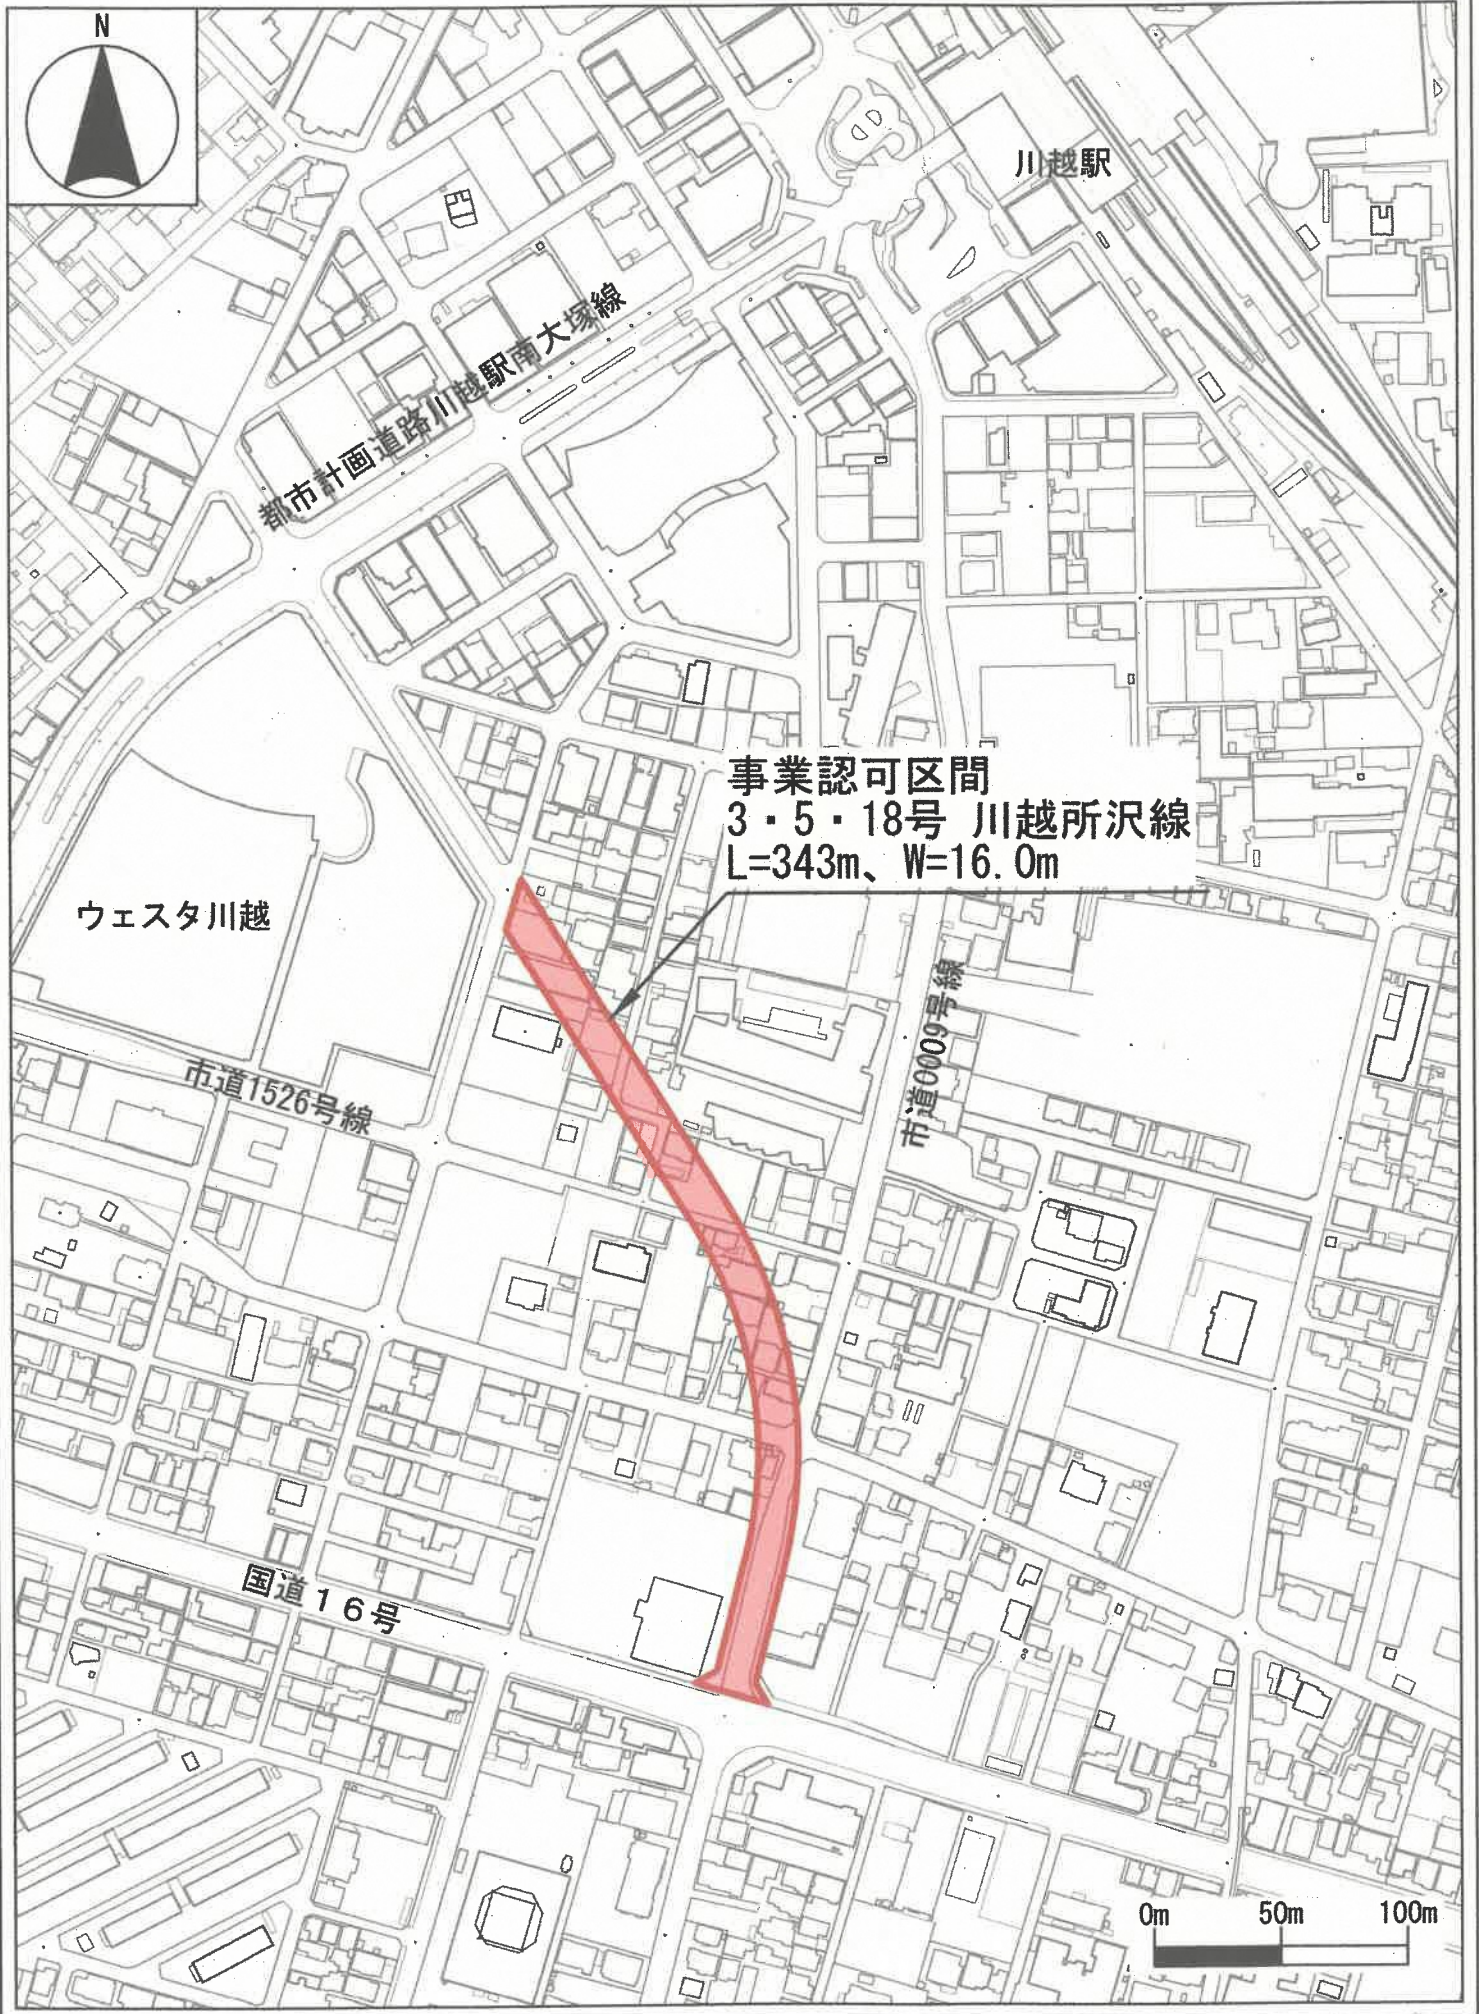 N
川越駅
都市計画道路川越駅南大塚線
事業認可区間
3・5・18号 川越所沢線
L=343m、W=16.0m
ウェスタ川越
市道0009号線
市道1526号線
国道16号
0m 50m 100m